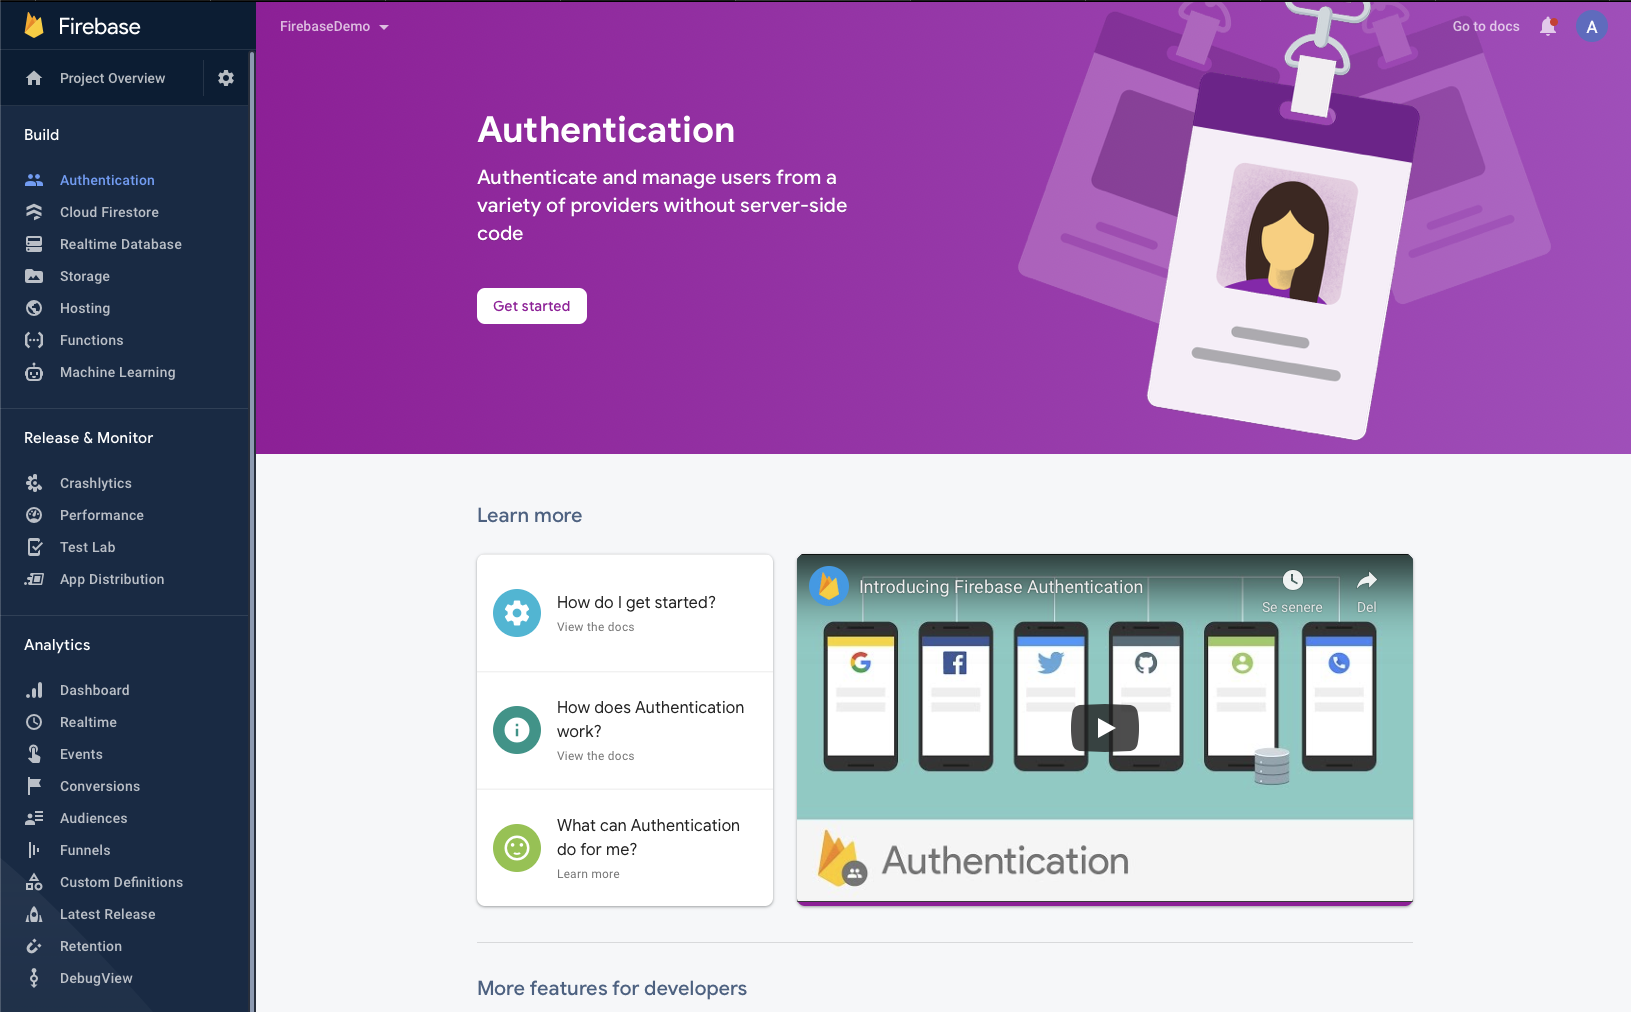 Firebase
Project Overview
Build
Authentication
Cloud Firestore
Realtime Database
Storage
Hosting
Functions
Machine Learning
Release & Monitor
Crashlytics
Performance
Test Lab
App Distribution
Analytics
Dashboard
Realtime
Events
Conversions
Audiences
Funnels
Custom Definitions
Latest Release
Retention
DebugView
FirebaseDemo
Go to docs
A
Authentication
Authenticate and manage users from a
variety of providers without server-side
code
Get started
Learn more
How do I get started?
View the docs
How does Authentication
work?
View the docs
What can Authentication
do for me?
Learn more
Introducing Firebase Authentication
Se senere
Del
Authentication
More features for developers